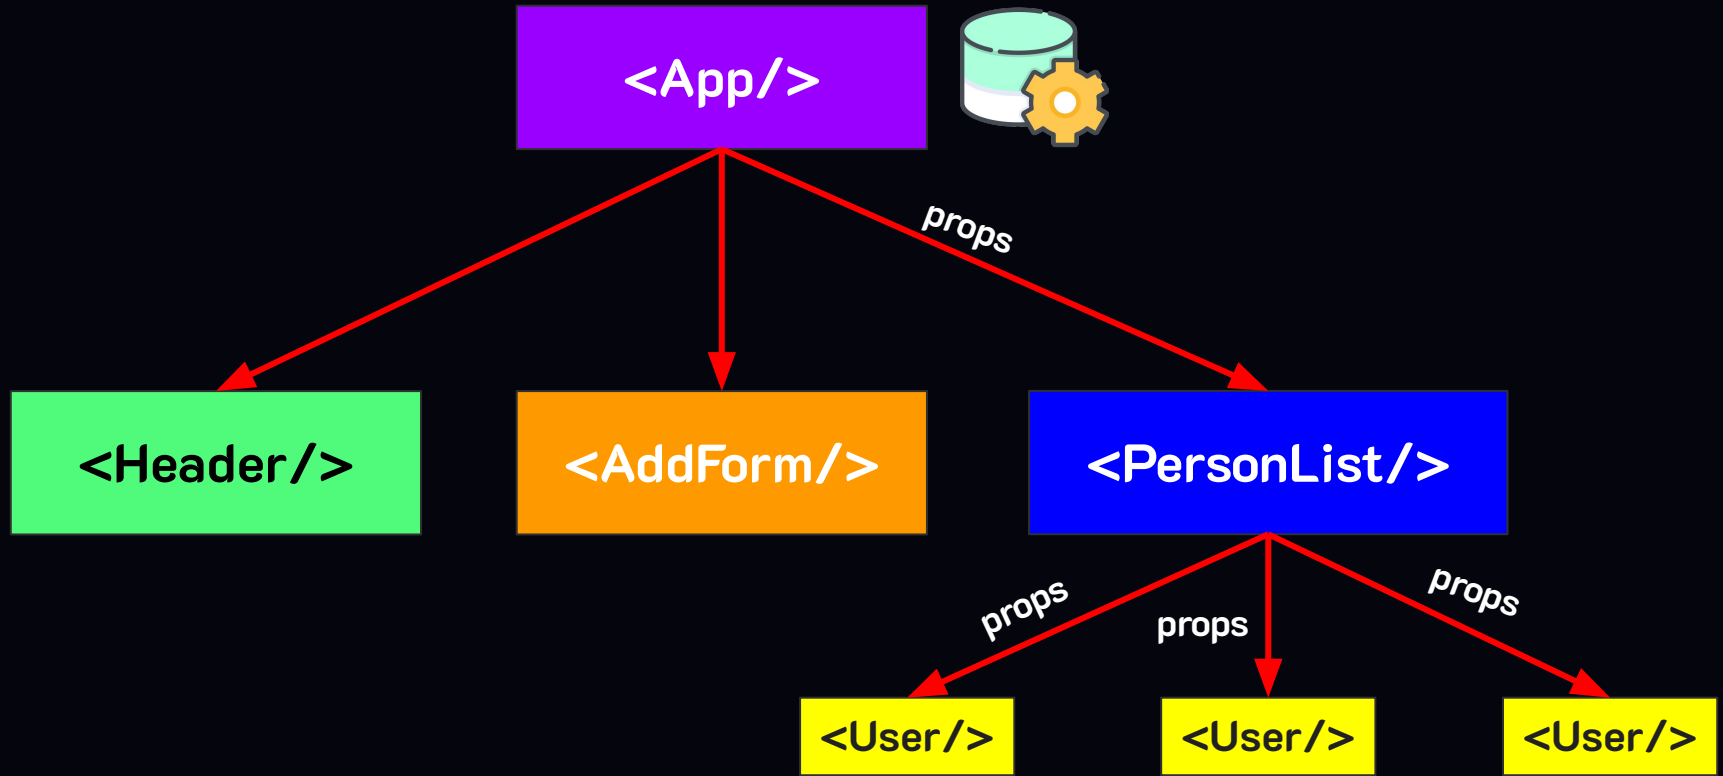 <App/>
props
<Header/>
<AddForm/>
<PersonList/>
props
props
props
<User/>
<User/>
<User/>